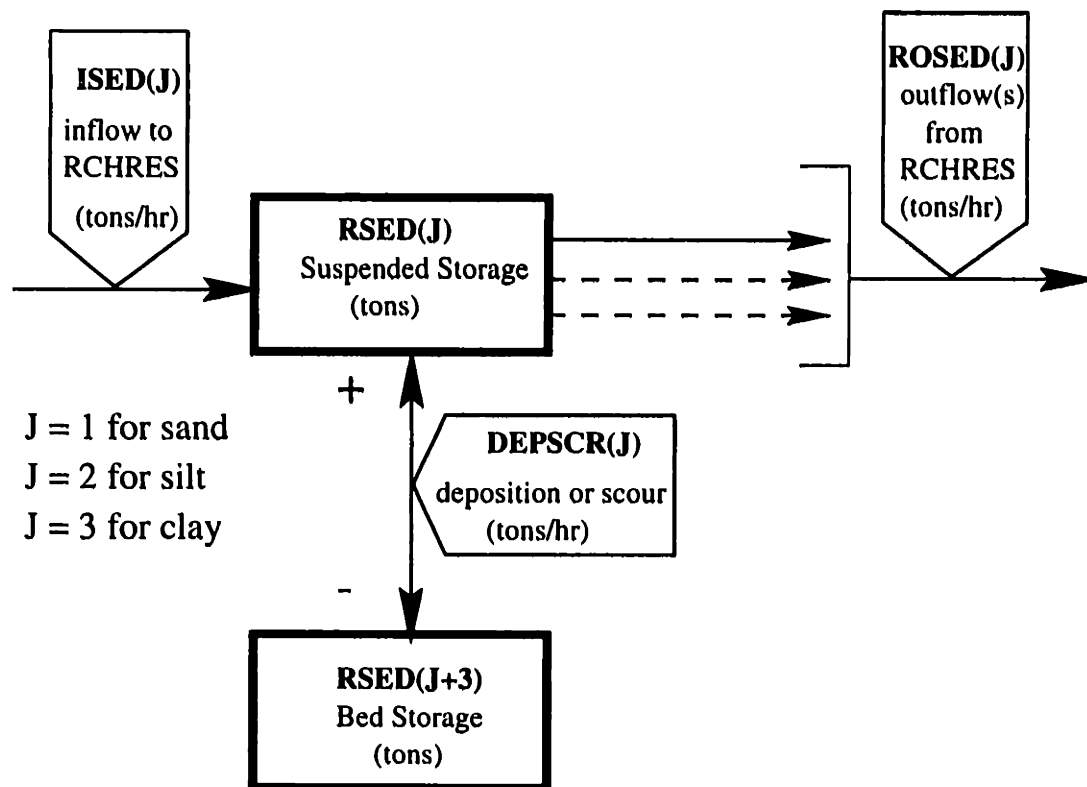 ISED(J)
inflow to
RCHRES
(tons/hr)
ROSED(J)
outflow(s)
from
RCHRES
(tons/hr)
RSED(J)
Suspended Storage
(tons)
+
J = 1 for sand
J = 2 for silt
J = 3 for clay
DEPSCR(J)
deposition or scour
(tons/hr)
-
RSED(J+3)
Bed Storage
(tons)